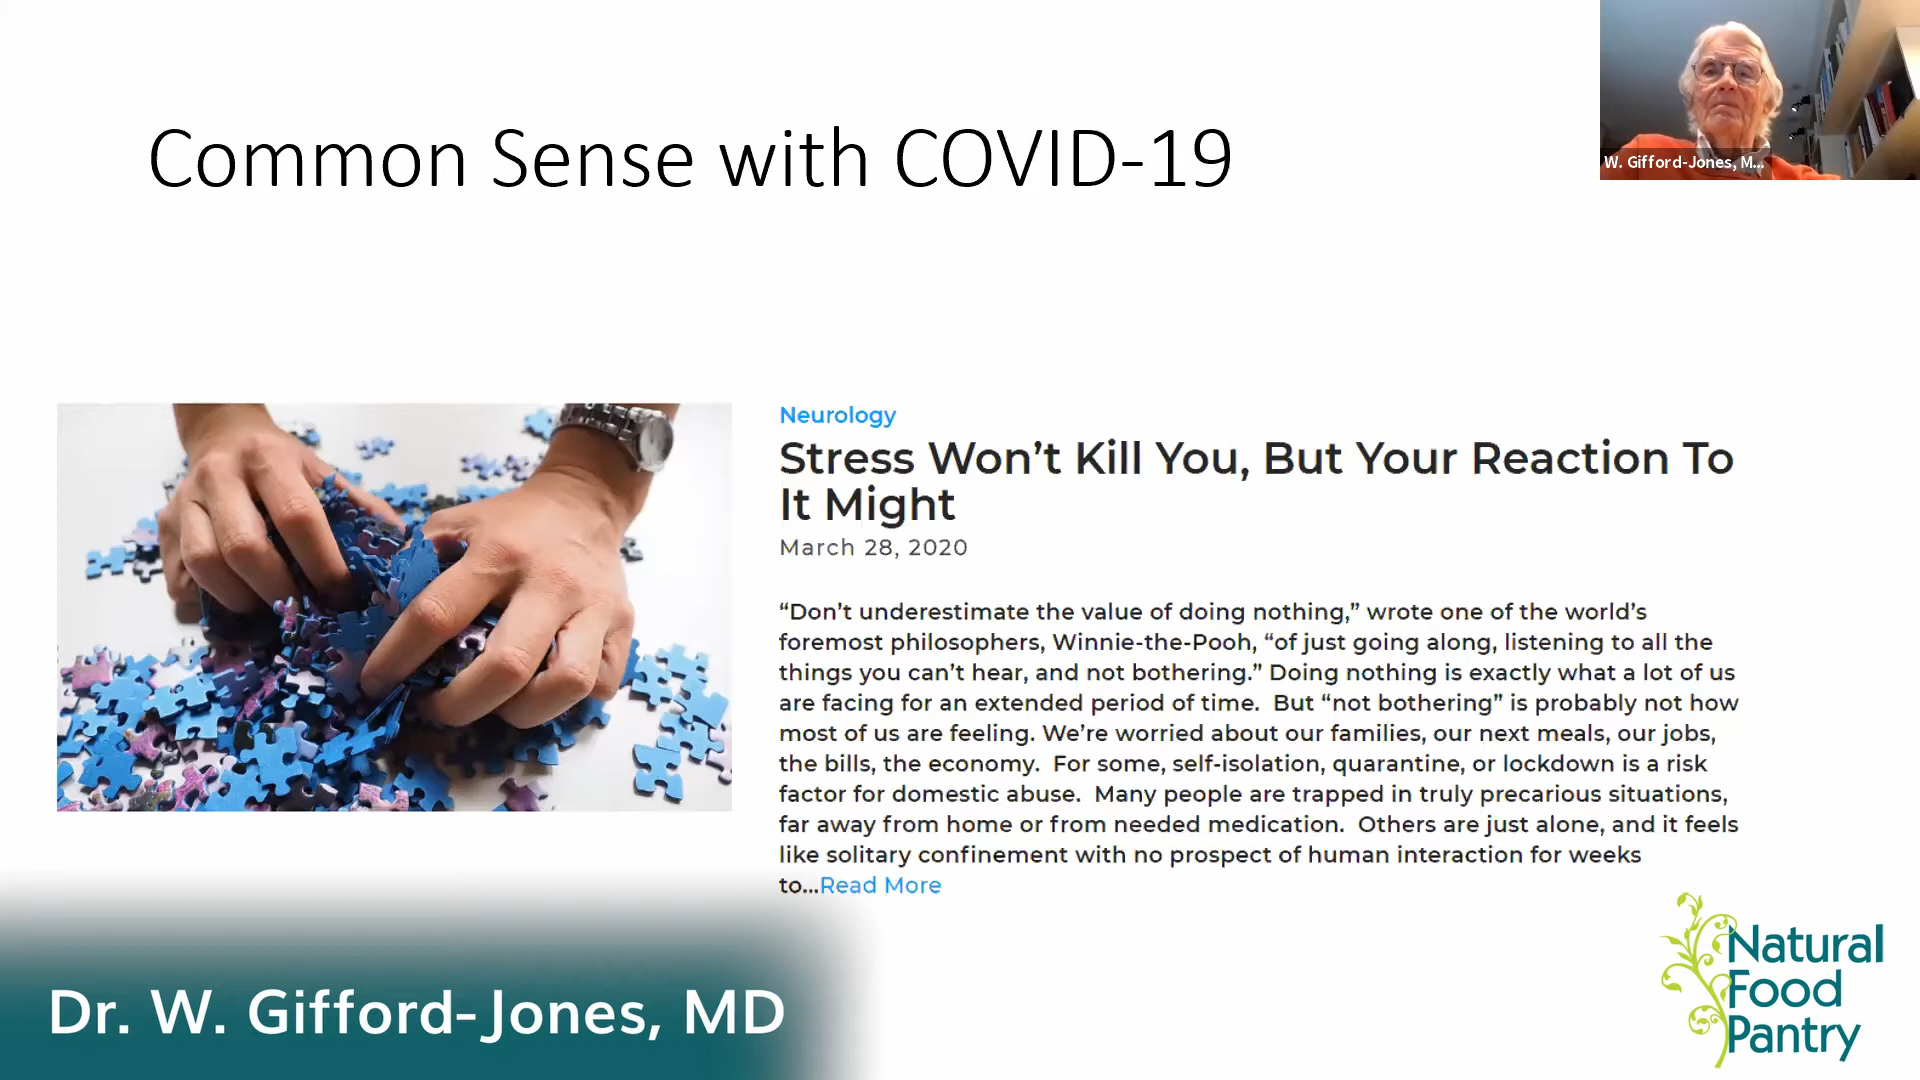 Common Sense with COVID-19
W. Gifford-Jones, M...
Neurology
Stress Won’t Kill You, But Your Reaction To
It Might
March 28, 2020
“Don’t underestimate the value of doing nothing,” wrote one of the world’s
foremost philosophers, Winnie-the-Pooh, “of just going along, listening to all the
things you can’t hear, and not bothering.” Doing nothing is exactly what a lot of us
are facing for an extended period of time.  But “not bothering” is probably not how
most of us are feeling. We’re worried about our families, our next meals, our jobs,
the bills, the economy.  For some, self-isolation, quarantine, or lockdown is a risk
factor for domestic abuse.  Many people are trapped in truly precarious situations,
far away from home or from needed medication.  Others are just alone, and it feels
like solitary confinement with no prospect of human interaction for weeks
to...Read More
Dr. W. Gifford-Jones, MD
Natural
Food
Pantry